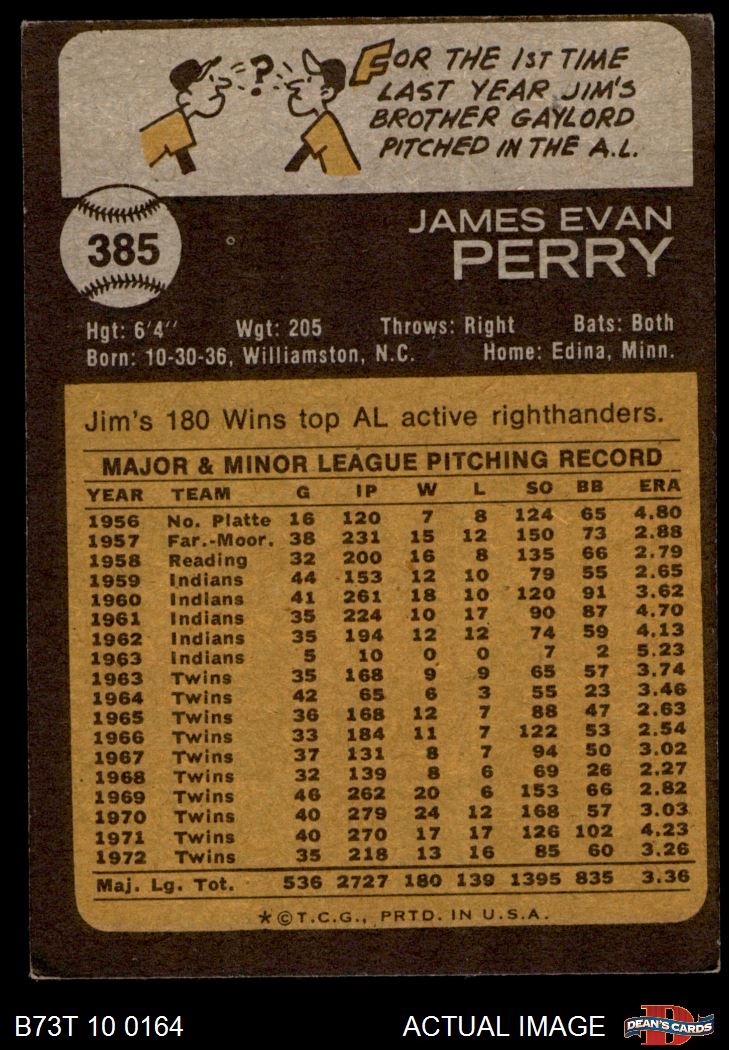 ?
FOR THE 1ST TIME
LAST YEAR JIM'S
BROTHER GAYLORD
PITCHED IN THE A.L.
385
JAMES EVAN
PERRY
Hgt: 6'4" Wgt: 205 Throws: Right Bats: Both
Born: 10-30-36, Williamston, N.C. Home: Edina, Minn.
Jim's 180 Wins top AL active righthanders.
MAJOR & MINOR LEAGUE PITCHING RECORD
YEAR TEAM G IP W L SO BB ERA
1956 No. Platte 16 120 7 8 124 65 4.80
1957 Far.-Moor. 38 231 15 12 150 73 2.88
1958 Reading 32 200 16 8 135 66 2.79
1959 Indians 44 153 12 10 79 55 2.65
1960 Indians 41 261 18 10 120 91 3.62
1961 Indians 35 224 10 17 90 87 4.70
1962 Indians 35 194 12 12 74 59 4.13
1963 Indians 5 10 0 0 7 2 5.23
1963 Twins 35 168 9 9 65 57 3.74
1964 Twins 42 65 6 3 55 23 3.46
1965 Twins 36 168 12 7 88 47 2.63
1966 Twins 33 184 11 7 122 53 2.54
1967 Twins 37 131 8 7 94 50 3.02
1968 Twins 32 139 8 6 69 26 2.27
1969 Twins 46 262 20 6 153 66 2.82
1970 Twins 40 279 24 12 168 57 3.03
1971 Twins 40 270 17 17 126 102 4.23
1972 Twins 35 218 13 16 85 60 3.26
Maj. Lg. Tot. 536 2727 180 139 1395 835 3.36
*©T.C.G., PRTD. IN U.S.A.
B73T 10 0164 ACTUAL IMAGE DEAN'S CARDS